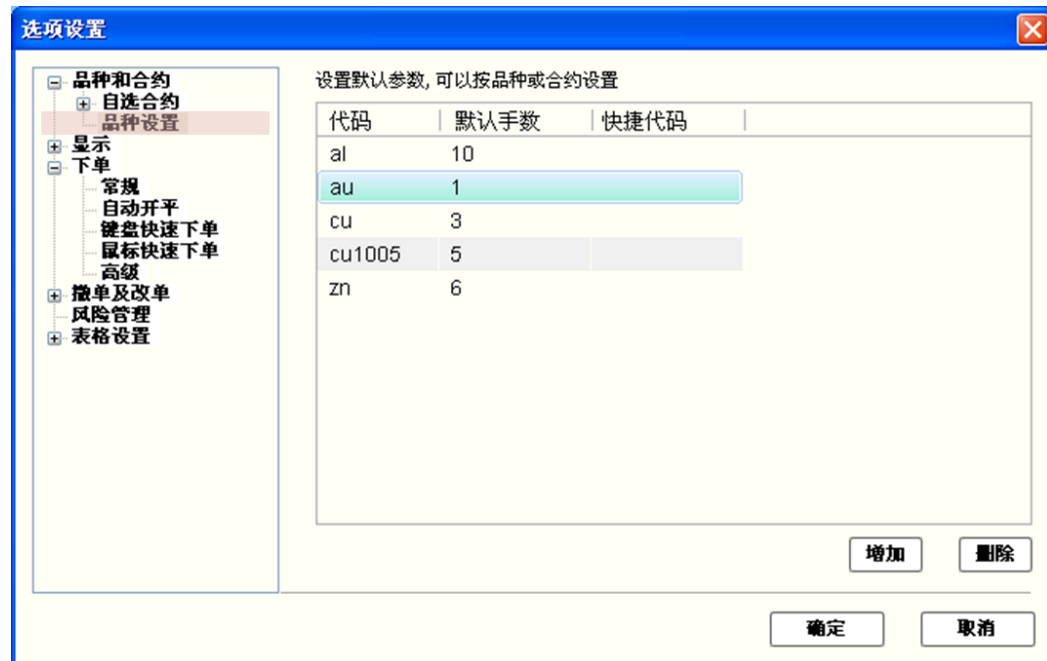 选项设置
品种和合约
自选合约
品种设置
显示
下单
常规
自动开平
键盘快速下单
鼠标快速下单
高级
撤单及改单
风险管理
表格设置
设置默认参数, 可以按品种或合约设置
代码 默认手数 快捷代码
al 10
au 1
cu 3
cu1005 5
zn 6
增加 删除
确定 取消